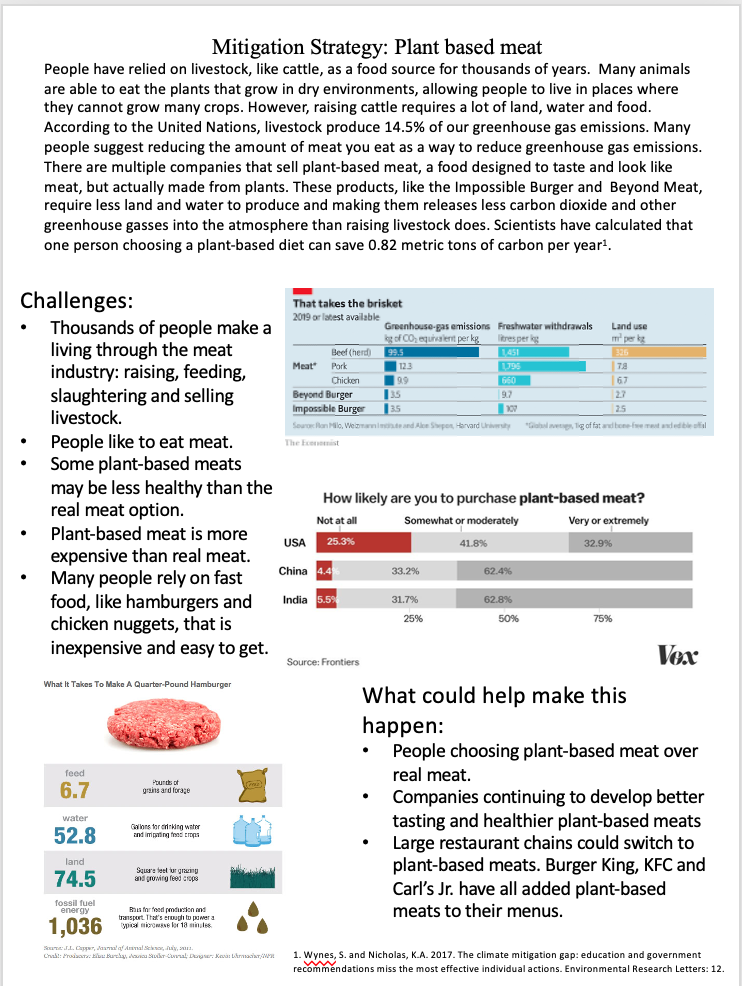 Mitigation Strategy: Plant based meat
People have relied on livestock, like cattle, as a food source for thousands of years.  Many animals
are able to eat the plants that grow in dry environments, allowing people to live in places where
they cannot grow many crops. However, raising cattle requires a lot of land, water and food.
According to the United Nations, livestock produce 14.5% of our greenhouse gas emissions. Many
people suggest reducing the amount of meat you eat as a way to reduce greenhouse gas emissions.
There are multiple companies that sell plant-based meat, a food designed to taste and look like
meat, but actually made from plants. These products, like the Impossible Burger and  Beyond Meat,
require less land and water to produce and making them releases less carbon dioxide and other
greenhouse gasses into the atmosphere than raising livestock does. Scientists have calculated that
one person choosing a plant-based diet can save 0.82 metric tons of carbon per year¹.
Challenges:
• Thousands of people make a
living through the meat
industry: raising, feeding,
slaughtering and selling
livestock.
• People like to eat meat.
• Some plant-based meats
may be less healthy than the
real meat option.
• Plant-based meat is more
expensive than real meat.
• Many people rely on fast
food, like hamburgers and
chicken nuggets, that is
inexpensive and easy to get.
That takes the brisket
2019 or latest available
Greenhouse-gas emissions Freshwater withdrawals Land use
kg of CO₂ equivalent per kg litres per kg m² per kg
Beef (herd) 99.5 1,451 326
Meat* Pork 12.3 1,796 7.8
Chicken 9.9 660 6.7
Beyond Burger 3.5 9.7 2.7
Impossible Burger 3.5 107 2.5
Source: Ron Milo, Weizmann Institute and Alon Shepon, Harvard University *Global average, 1kg of fat and bone-free meat and edible offal
The Economist
How likely are you to purchase plant-based meat?
Not at all Somewhat or moderately Very or extremely
USA 25.3% 41.8% 32.9%
China 4.4% 33.2% 62.4%
India 5.5% 31.7% 62.8%
25% 50% 75%
Source: Frontiers
Vox
What It Takes To Make A Quarter-Pound Hamburger
feed
6.7
Pounds of
grains and forage
water
52.8
Gallons for drinking water
and irrigating feed crops
land
74.5
Square feet for grazing
and growing feed crops
fossil fuel
energy
1,036
Btus for feed production and
transport. That's enough to power a
typical microwave for 18 minutes.
Source: J.L. Capper, Journal of Animal Science, July, 2011.
Credit: Producers: Eliza Barclay, Jessica Stoller-Conrad; Designer: Kevin Uhrmacher/NPR
What could help make this
happen:
• People choosing plant-based meat over
real meat.
• Companies continuing to develop better
tasting and healthier plant-based meats
• Large restaurant chains could switch to
plant-based meats. Burger King, KFC and
Carl's Jr. have all added plant-based
meats to their menus.
1. Wynes, S. and Nicholas, K.A. 2017. The climate mitigation gap: education and government
recommendations miss the most effective individual actions. Environmental Research Letters: 12.